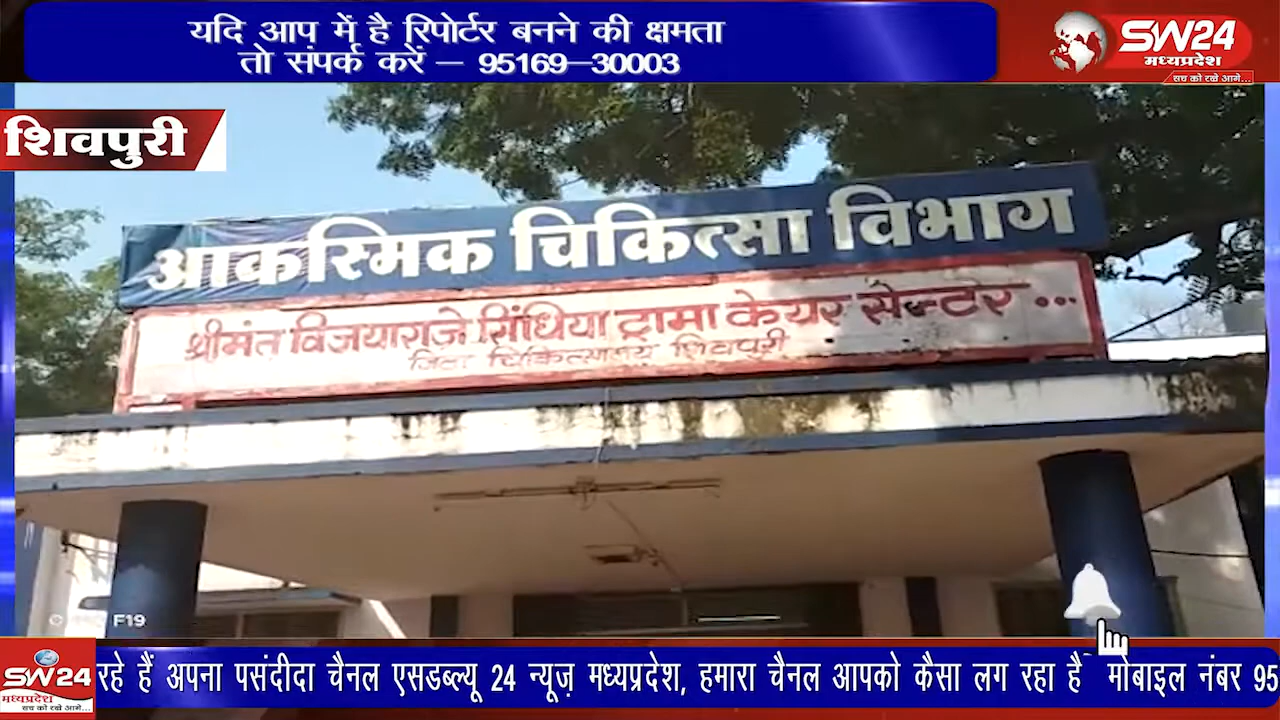 यदि आप में है रिपोर्टर बनने की क्षमता
तो संपर्क करें – 95169–30003
SW24
मध्यप्रदेश
सच को रखे आगे...
शिवपुरी
आकस्मिक चिकित्सा विभाग
श्रीमंत विजयाराजे सिंधिया ट्रामा केयर सेन्टर ...
जिला चिकित्सालय शिवपुरी
F19
SW24
मध्यप्रदेश
सच को रखे आगे...
रहे हैं अपना पसंदीदा चैनल एसडब्ल्यू 24 न्यूज़ मध्यप्रदेश, हमारा चैनल आपको कैसा लग रहा है मोबाइल नंबर 95